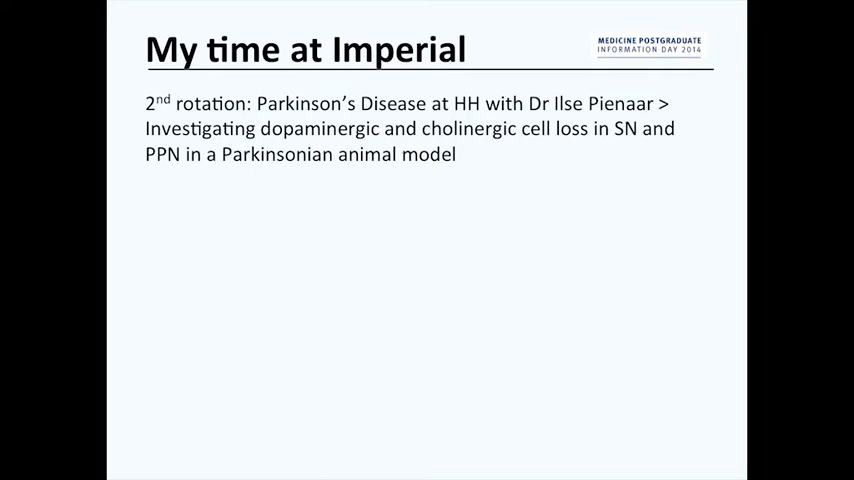 My time at Imperial
MEDICINE POSTGRADUATE
INFORMATION DAY 2014
2nd rotation: Parkinson’s Disease at HH with Dr Ilse Pienaar >
Investigating dopaminergic and cholinergic cell loss in SN and
PPN in a Parkinsonian animal model